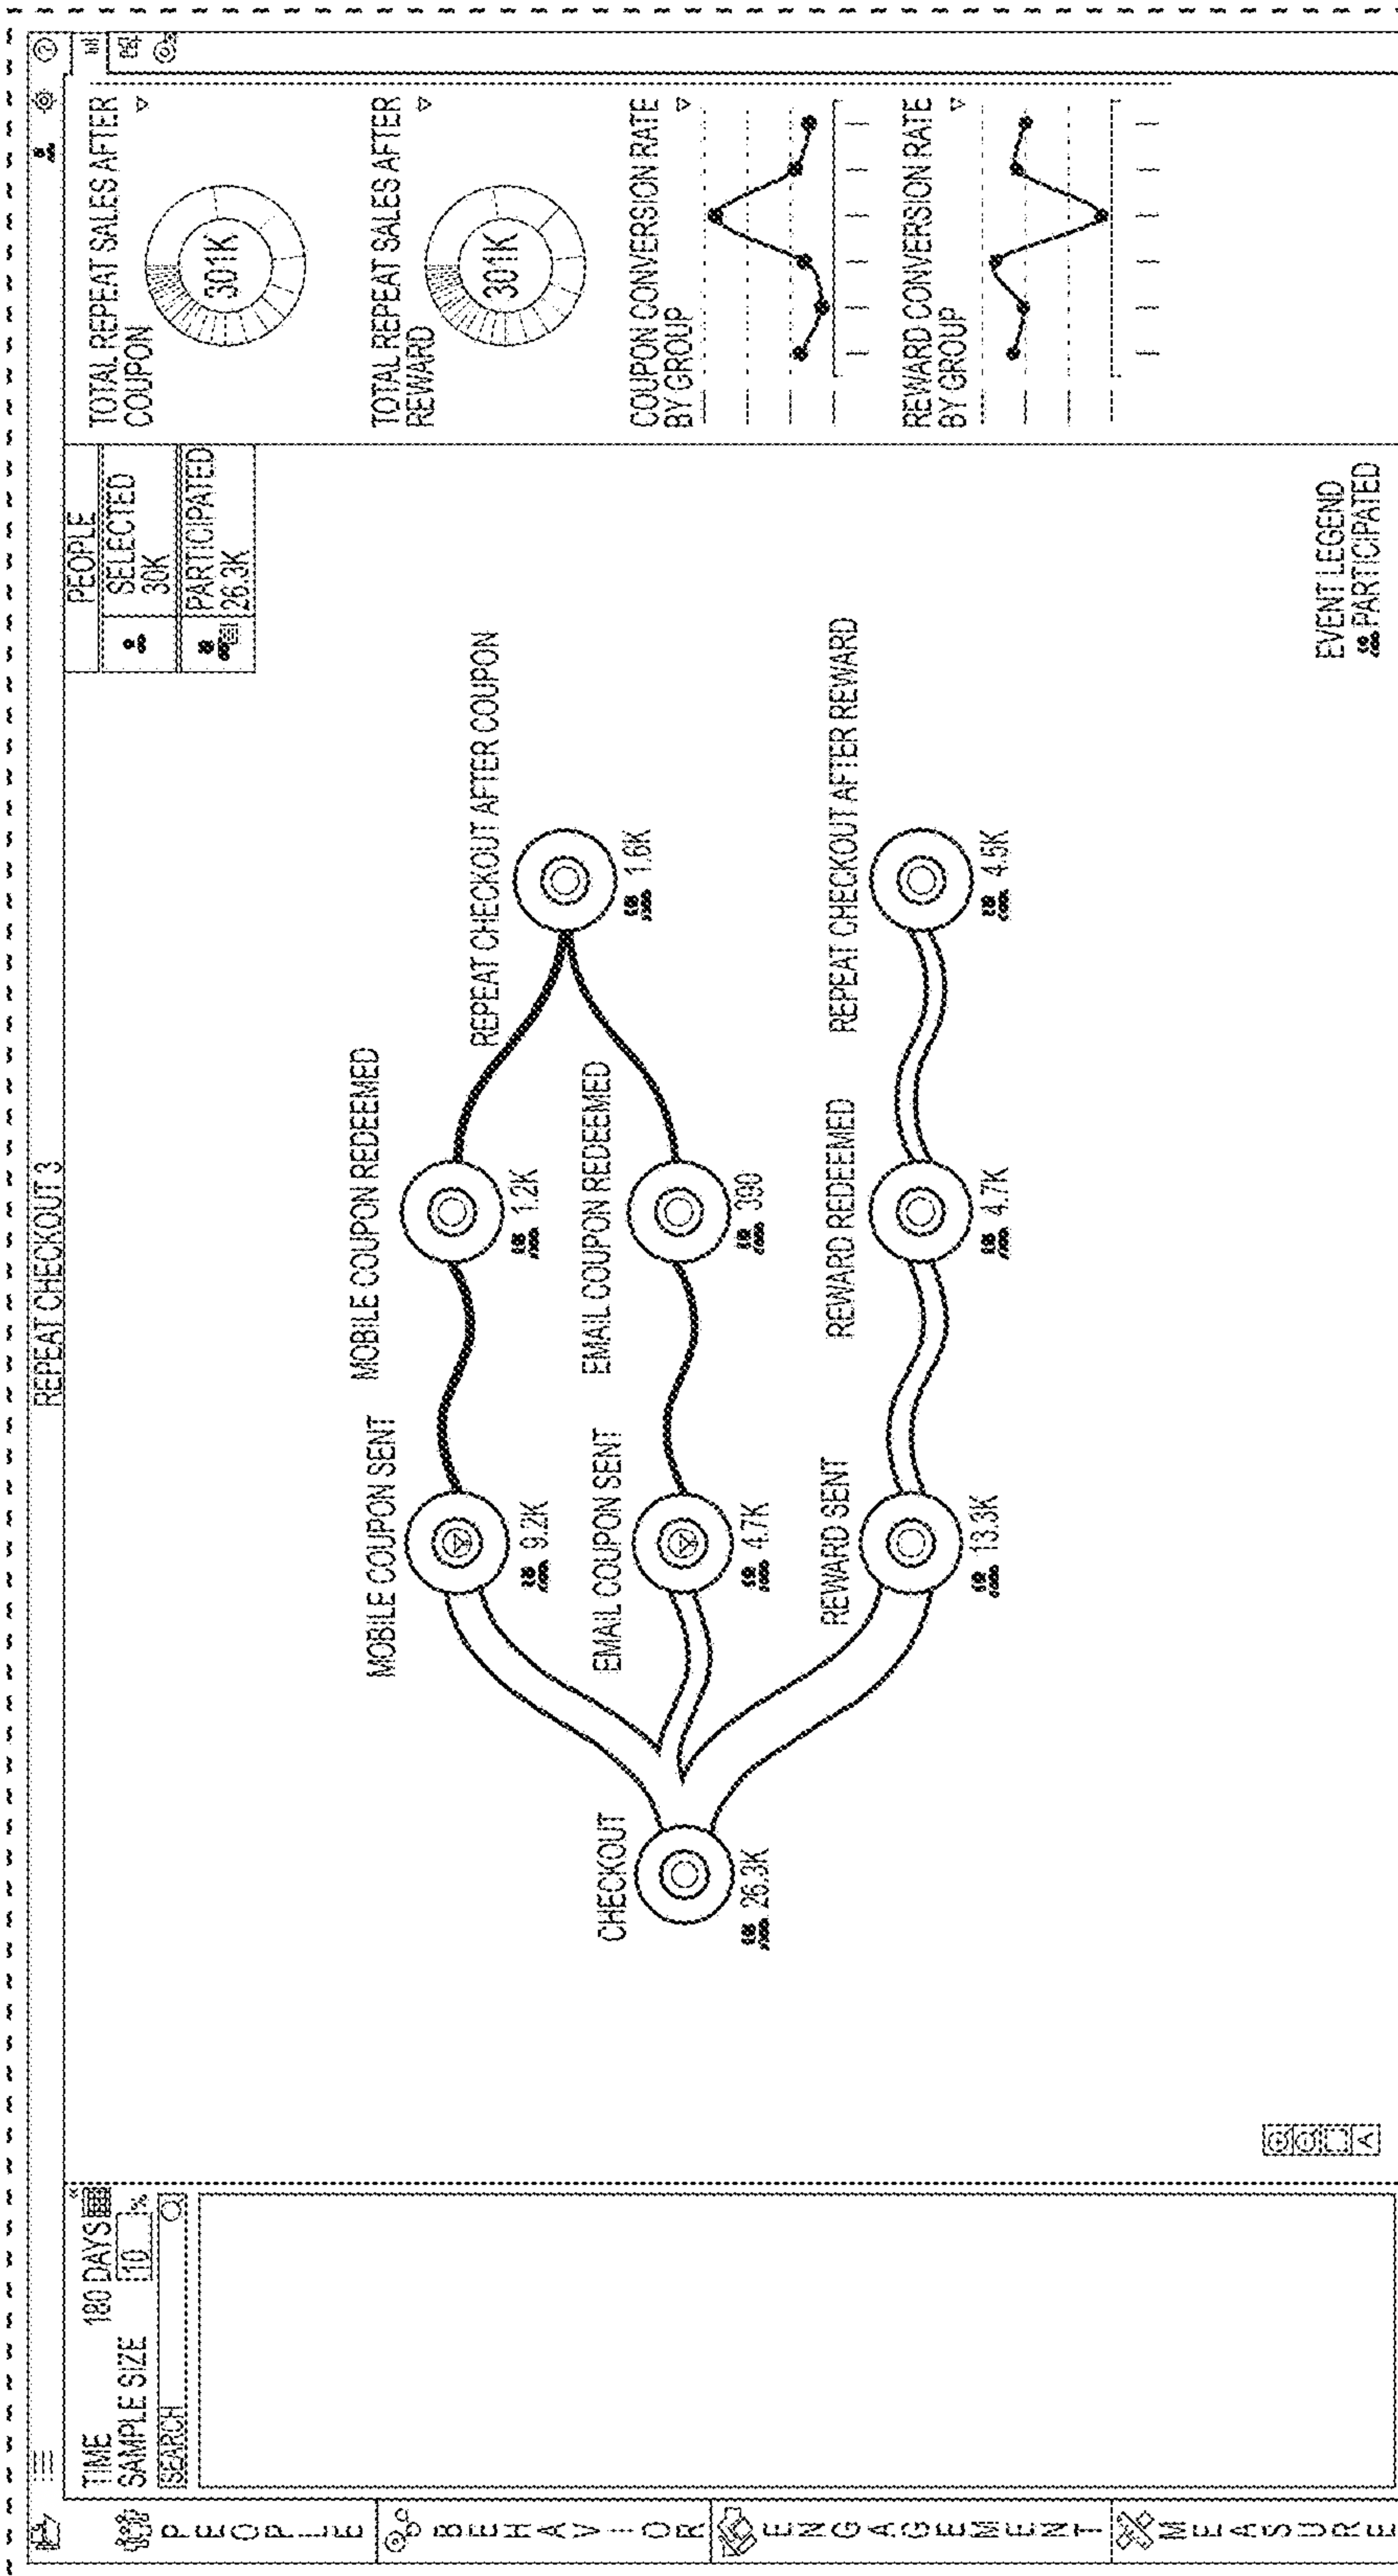 REPEAT CHECKOUT 3
TIME 180 DAYS
SAMPLE SIZE 10 %
SEARCH
PEOPLE
BEHAVIOR
ENGAGEMENT
MEASURE
CHECKOUT
26.3K
MOBILE COUPON SENT
9.2K
EMAIL COUPON SENT
4.7K
REWARD SENT
13.3K
MOBILE COUPON REDEEMED
1.2K
EMAIL COUPON REDEEMED
390
REWARD REDEEMED
4.7K
REPEAT CHECKOUT AFTER COUPON
1.6K
REPEAT CHECKOUT AFTER REWARD
4.5K
PEOPLE
SELECTED
30K
PARTICIPATED
26.3K
EVENT LEGEND
PARTICIPATED
TOTAL REPEAT SALES AFTER
COUPON
301K
TOTAL REPEAT SALES AFTER
REWARD
301K
COUPON CONVERSION RATE
BY GROUP
REWARD CONVERSION RATE
BY GROUP